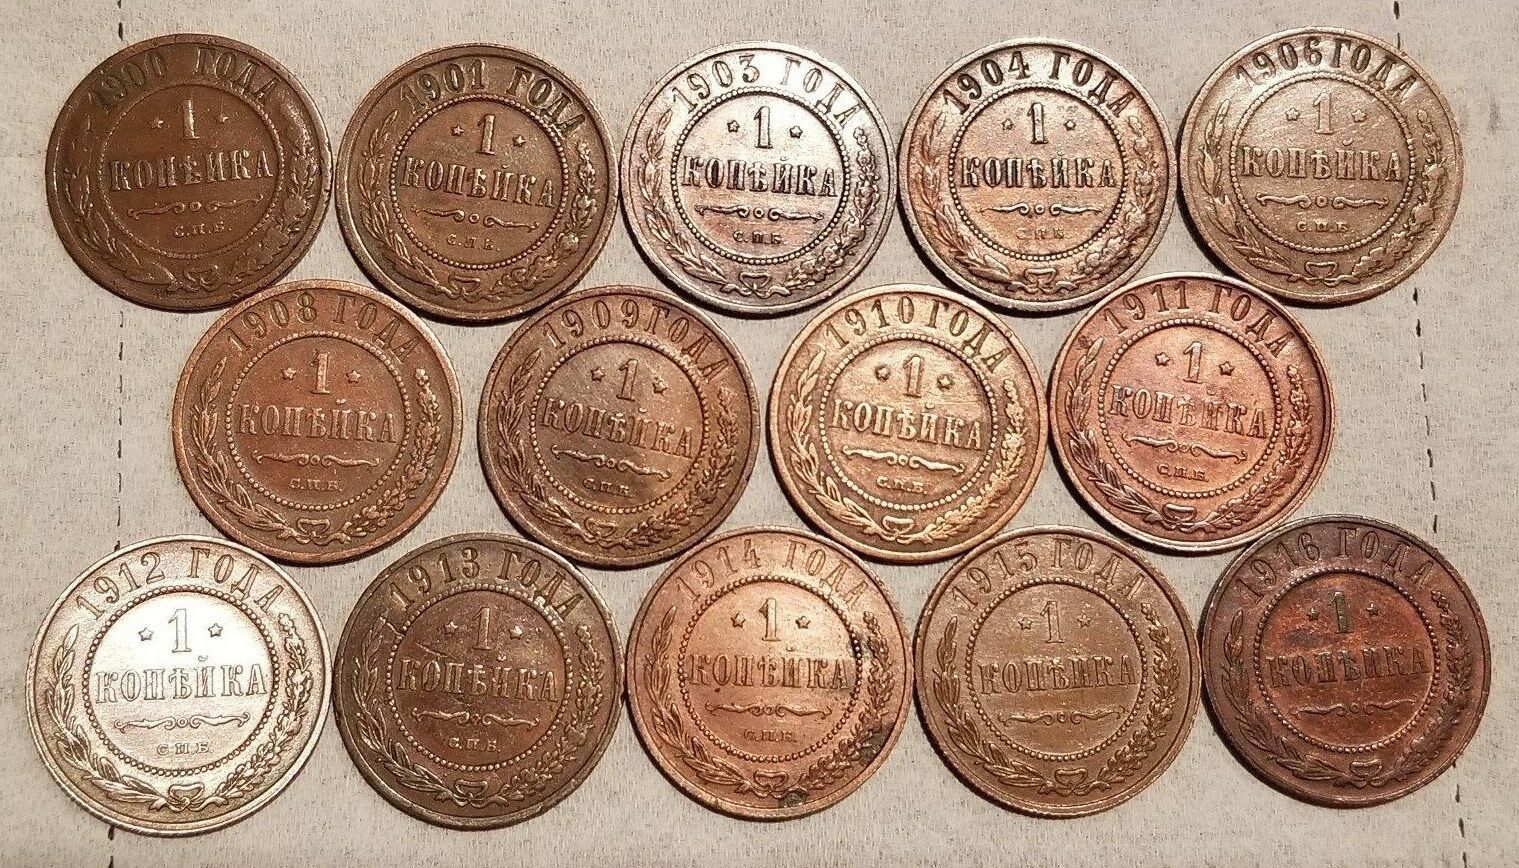 1900 ГОДА
1
КОПѢЙКА
С.П.Б.
1901 ГОДА
1
КОПѢЙКА
С.П.Б.
1903 ГОДА
1
КОПѢЙКА
С.П.Б.
1904 ГОДА
1
КОПѢЙКА
С.П.Б.
1906 ГОДА
1
КОПѢЙКА
С.П.Б.
1908 ГОДА
1
КОПѢЙКА
С.П.Б.
1909 ГОДА
1
КОПѢЙКА
С.П.Б.
1910 ГОДА
1
КОПѢЙКА
С.П.Б.
1911 ГОДА
1
КОПѢЙКА
С.П.Б.
1912 ГОДА
1
КОПѢЙКА
С.П.Б.
1913 ГОДА
1
КОПѢЙКА
С.П.Б.
1914 ГОДА
1
КОПѢЙКА
С.П.Б.
1915 ГОДА
1
КОПѢЙКА
1916 ГОДА
1
КОПѢЙКА